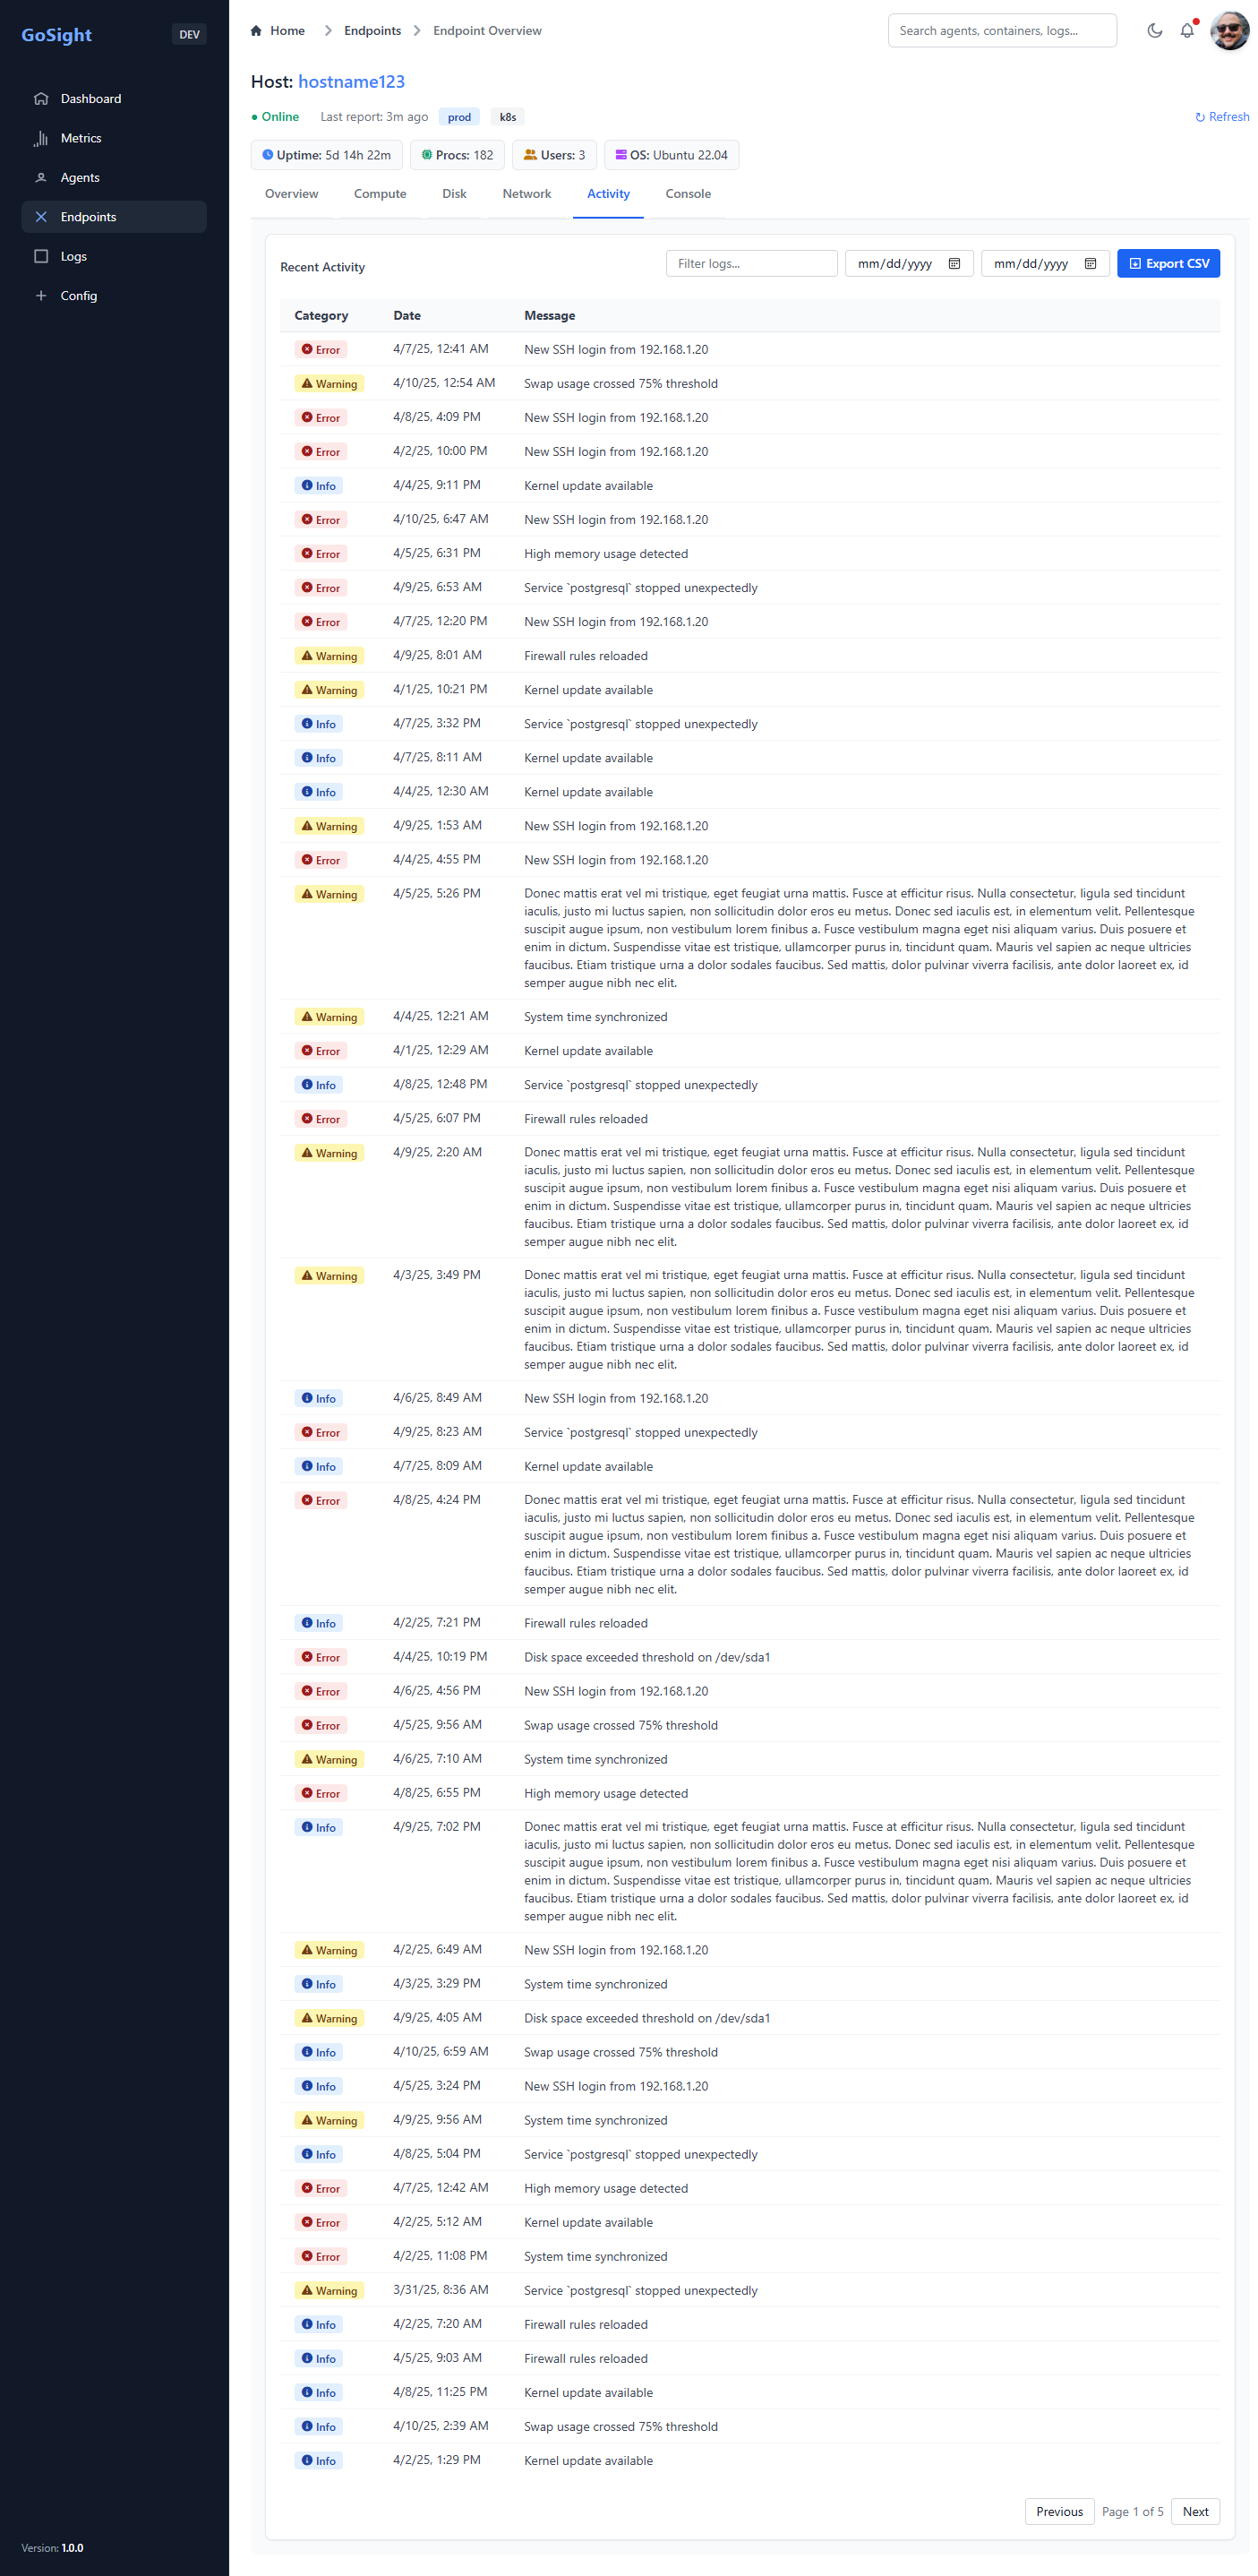 GoSight DEV
Dashboard
Metrics
Agents
Endpoints
Logs
Config
Version: 1.0.0
Home Endpoints Endpoint Overview
Search agents, containers, logs...
Host: hostname123
Online Last report: 3m ago prod k8s
Refresh
Uptime: 5d 14h 22m Procs: 182 Users: 3 OS: Ubuntu 22.04
Overview Compute Disk Network Activity Console
Recent Activity Filter logs... mm/dd/yyyy mm/dd/yyyy Export CSV
Category Date Message
Error 4/7/25, 12:41 AM New SSH login from 192.168.1.20
Warning 4/10/25, 12:54 AM Swap usage crossed 75% threshold
Error 4/8/25, 4:09 PM New SSH login from 192.168.1.20
Error 4/2/25, 10:00 PM New SSH login from 192.168.1.20
Info 4/4/25, 9:11 PM Kernel update available
Error 4/10/25, 6:47 AM New SSH login from 192.168.1.20
Error 4/5/25, 6:31 PM High memory usage detected
Error 4/9/25, 6:53 AM Service `postgresql` stopped unexpectedly
Error 4/7/25, 12:20 PM New SSH login from 192.168.1.20
Warning 4/9/25, 8:01 AM Firewall rules reloaded
Warning 4/1/25, 10:21 PM Kernel update available
Info 4/7/25, 3:32 PM Service `postgresql` stopped unexpectedly
Info 4/7/25, 8:11 AM Kernel update available
Info 4/4/25, 12:30 AM Kernel update available
Warning 4/9/25, 1:53 AM New SSH login from 192.168.1.20
Error 4/4/25, 4:55 PM New SSH login from 192.168.1.20
Warning 4/5/25, 5:26 PM Donec mattis erat vel mi tristique, eget feugiat urna mattis. Fusce at efficitur risus. Nulla consectetur, ligula sed tincidunt
iaculis, justo mi luctus sapien, non sollicitudin dolor eros eu metus. Donec sed iaculis est, in elementum velit. Pellentesque
suscipit augue ipsum, non vestibulum lorem finibus a. Fusce vestibulum magna eget nisi aliquam varius. Duis posuere et
enim in dictum. Suspendisse vitae est tristique, ullamcorper purus in, tincidunt quam. Mauris vel sapien ac neque ultricies
faucibus. Etiam tristique urna a dolor sodales faucibus. Sed mattis, dolor pulvinar viverra facilisis, ante dolor laoreet ex, id
semper augue nibh nec elit.
Warning 4/4/25, 12:21 AM System time synchronized
Error 4/1/25, 12:29 AM Kernel update available
Info 4/8/25, 12:48 PM Service `postgresql` stopped unexpectedly
Error 4/5/25, 6:07 PM Firewall rules reloaded
Warning 4/9/25, 2:20 AM Donec mattis erat vel mi tristique, eget feugiat urna mattis. Fusce at efficitur risus. Nulla consectetur, ligula sed tincidunt
iaculis, justo mi luctus sapien, non sollicitudin dolor eros eu metus. Donec sed iaculis est, in elementum velit. Pellentesque
suscipit augue ipsum, non vestibulum lorem finibus a. Fusce vestibulum magna eget nisi aliquam varius. Duis posuere et
enim in dictum. Suspendisse vitae est tristique, ullamcorper purus in, tincidunt quam. Mauris vel sapien ac neque ultricies
faucibus. Etiam tristique urna a dolor sodales faucibus. Sed mattis, dolor pulvinar viverra facilisis, ante dolor laoreet ex, id
semper augue nibh nec elit.
Warning 4/3/25, 3:49 PM Donec mattis erat vel mi tristique, eget feugiat urna mattis. Fusce at efficitur risus. Nulla consectetur, ligula sed tincidunt
iaculis, justo mi luctus sapien, non sollicitudin dolor eros eu metus. Donec sed iaculis est, in elementum velit. Pellentesque
suscipit augue ipsum, non vestibulum lorem finibus a. Fusce vestibulum magna eget nisi aliquam varius. Duis posuere et
enim in dictum. Suspendisse vitae est tristique, ullamcorper purus in, tincidunt quam. Mauris vel sapien ac neque ultricies
faucibus. Etiam tristique urna a dolor sodales faucibus. Sed mattis, dolor pulvinar viverra facilisis, ante dolor laoreet ex, id
semper augue nibh nec elit.
Info 4/6/25, 8:49 AM New SSH login from 192.168.1.20
Error 4/9/25, 8:23 AM Service `postgresql` stopped unexpectedly
Info 4/7/25, 8:09 AM Kernel update available
Error 4/8/25, 4:24 PM Donec mattis erat vel mi tristique, eget feugiat urna mattis. Fusce at efficitur risus. Nulla consectetur, ligula sed tincidunt
iaculis, justo mi luctus sapien, non sollicitudin dolor eros eu metus. Donec sed iaculis est, in elementum velit. Pellentesque
suscipit augue ipsum, non vestibulum lorem finibus a. Fusce vestibulum magna eget nisi aliquam varius. Duis posuere et
enim in dictum. Suspendisse vitae est tristique, ullamcorper purus in, tincidunt quam. Mauris vel sapien ac neque ultricies
faucibus. Etiam tristique urna a dolor sodales faucibus. Sed mattis, dolor pulvinar viverra facilisis, ante dolor laoreet ex, id
semper augue nibh nec elit.
Info 4/2/25, 7:21 PM Firewall rules reloaded
Error 4/4/25, 10:19 PM Disk space exceeded threshold on /dev/sda1
Error 4/6/25, 4:56 PM New SSH login from 192.168.1.20
Error 4/5/25, 9:56 AM Swap usage crossed 75% threshold
Warning 4/6/25, 7:10 AM System time synchronized
Error 4/8/25, 6:55 PM High memory usage detected
Info 4/9/25, 7:02 PM Donec mattis erat vel mi tristique, eget feugiat urna mattis. Fusce at efficitur risus. Nulla consectetur, ligula sed tincidunt
iaculis, justo mi luctus sapien, non sollicitudin dolor eros eu metus. Donec sed iaculis est, in elementum velit. Pellentesque
suscipit augue ipsum, non vestibulum lorem finibus a. Fusce vestibulum magna eget nisi aliquam varius. Duis posuere et
enim in dictum. Suspendisse vitae est tristique, ullamcorper purus in, tincidunt quam. Mauris vel sapien ac neque ultricies
faucibus. Etiam tristique urna a dolor sodales faucibus. Sed mattis, dolor pulvinar viverra facilisis, ante dolor laoreet ex, id
semper augue nibh nec elit.
Warning 4/2/25, 6:49 AM New SSH login from 192.168.1.20
Info 4/3/25, 3:29 PM System time synchronized
Warning 4/9/25, 4:05 AM Disk space exceeded threshold on /dev/sda1
Info 4/10/25, 6:59 AM Swap usage crossed 75% threshold
Info 4/5/25, 3:24 PM New SSH login from 192.168.1.20
Warning 4/9/25, 9:56 AM System time synchronized
Info 4/8/25, 5:04 PM Service `postgresql` stopped unexpectedly
Error 4/7/25, 12:42 AM High memory usage detected
Error 4/2/25, 5:12 AM Kernel update available
Error 4/2/25, 11:08 PM System time synchronized
Warning 3/31/25, 8:36 AM Service `postgresql` stopped unexpectedly
Info 4/2/25, 7:20 AM Firewall rules reloaded
Info 4/5/25, 9:03 AM Firewall rules reloaded
Info 4/8/25, 11:25 PM Kernel update available
Info 4/10/25, 2:39 AM Swap usage crossed 75% threshold
Info 4/2/25, 1:29 PM Kernel update available
Previous Page 1 of 5 Next